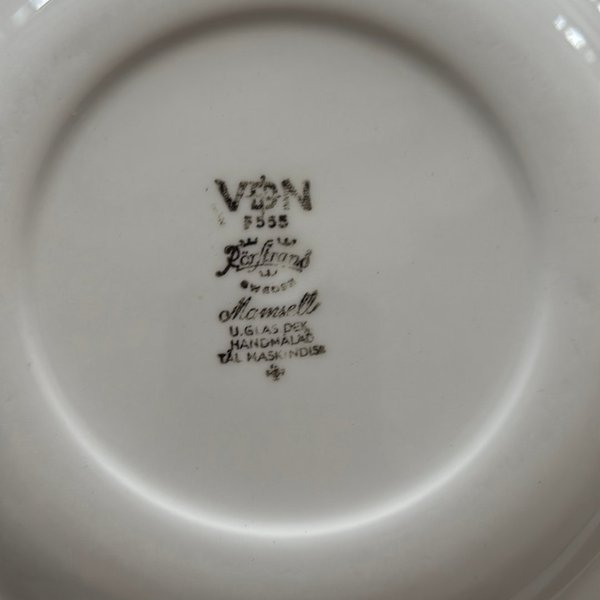 VDN
F555
Rörstrand
SWEDEN
Mamsell
U.GLAS DEK.
HANDMÅLAD
TÅL MASKINDISK